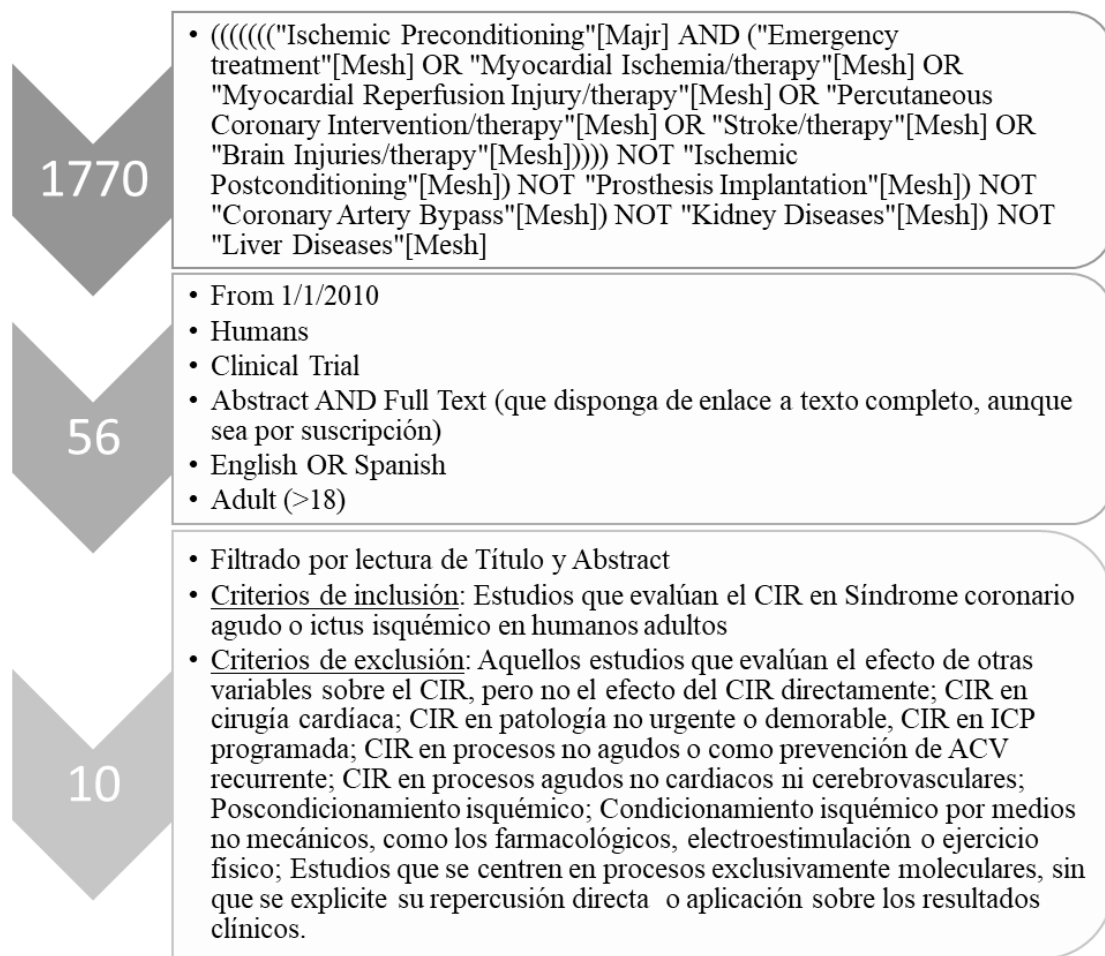 1770
• ((((((("Ischemic Preconditioning"[Majr] AND ("Emergency
treatment"[Mesh] OR "Myocardial Ischemia/therapy"[Mesh] OR
"Myocardial Reperfusion Injury/therapy"[Mesh] OR "Percutaneous
Coronary Intervention/therapy"[Mesh] OR "Stroke/therapy"[Mesh] OR
"Brain Injuries/therapy"[Mesh])))) NOT "Ischemic
Postconditioning"[Mesh]) NOT "Prosthesis Implantation"[Mesh]) NOT
"Coronary Artery Bypass"[Mesh]) NOT "Kidney Diseases"[Mesh]) NOT
"Liver Diseases"[Mesh]
56
• From 1/1/2010
• Humans
• Clinical Trial
• Abstract AND Full Text (que disponga de enlace a texto completo, aunque
sea por suscripción)
• English OR Spanish
• Adult (>18)
10
• Filtrado por lectura de Título y Abstract
• Criterios de inclusión: Estudios que evalúan el CIR en Síndrome coronario
agudo o ictus isquémico en humanos adultos
• Criterios de exclusión: Aquellos estudios que evalúan el efecto de otras
variables sobre el CIR, pero no el efecto del CIR directamente; CIR en
cirugía cardíaca; CIR en patología no urgente o demorable, CIR en ICP
programada; CIR en procesos no agudos o como prevención de ACV
recurrente; CIR en procesos agudos no cardiacos ni cerebrovasculares;
Poscondicionamiento isquémico; Condicionamiento isquémico por medios
no mecánicos, como los farmacológicos, electroestimulación o ejercicio
físico; Estudios que se centren en procesos exclusivamente moleculares, sin
que se explicite su repercusión directa o aplicación sobre los resultados
clínicos.